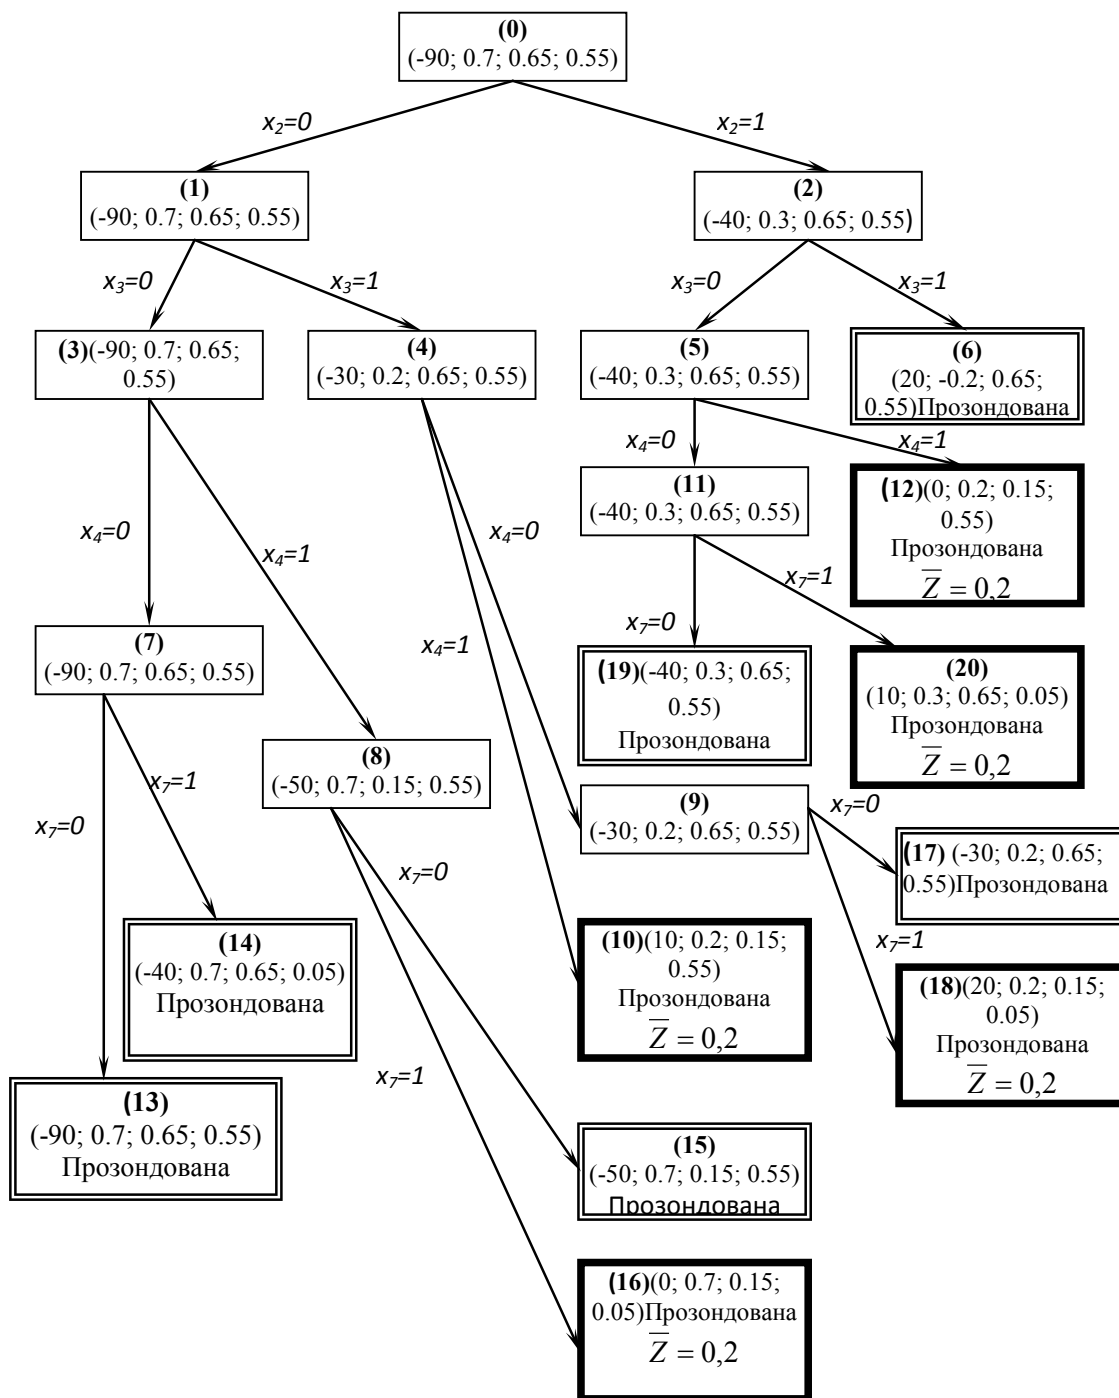 (0)
(-90; 0.7; 0.65; 0.55)
x₂=0
x₂=1
(1)
(-90; 0.7; 0.65; 0.55)
(2)
(-40; 0.3; 0.65; 0.55)
x₃=0
x₃=1
x₃=0
x₃=1
(3)(-90; 0.7; 0.65;
0.55)
(4)
(-30; 0.2; 0.65; 0.55)
(5)
(-40; 0.3; 0.65; 0.55)
(6)
(20; -0.2; 0.65;
0.55)Прозондована
x₄=0
x₄=1
(11)
(-40; 0.3; 0.65; 0.55)
(12)(0; 0.2; 0.15;
0.55)
Прозондована
Z̅ = 0,2
x₄=0
x₄=1
x₄=0
x₄=1
x₇=0
x₇=1
(7)
(-90; 0.7; 0.65; 0.55)
(19)(-40; 0.3; 0.65;
0.55)
Прозондована
(20)
(10; 0.3; 0.65; 0.05)
Прозондована
Z̅ = 0,2
(8)
(-50; 0.7; 0.15; 0.55)
(9)
(-30; 0.2; 0.65; 0.55)
x₇=0
x₇=1
x₇=0
x₇=1
(17) (-30; 0.2; 0.65;
0.55)Прозондована
x₇=0
x₇=1
(14)
(-40; 0.7; 0.65; 0.05)
Прозондована
(10)(10; 0.2; 0.15;
0.55)
Прозондована
Z̅ = 0,2
(18)(20; 0.2; 0.15;
0.05)
Прозондована
Z̅ = 0,2
(13)
(-90; 0.7; 0.65; 0.55)
Прозондована
(15)
(-50; 0.7; 0.15; 0.55)
Прозондована
(16)(0; 0.7; 0.15;
0.05)Прозондована
Z̅ = 0,2